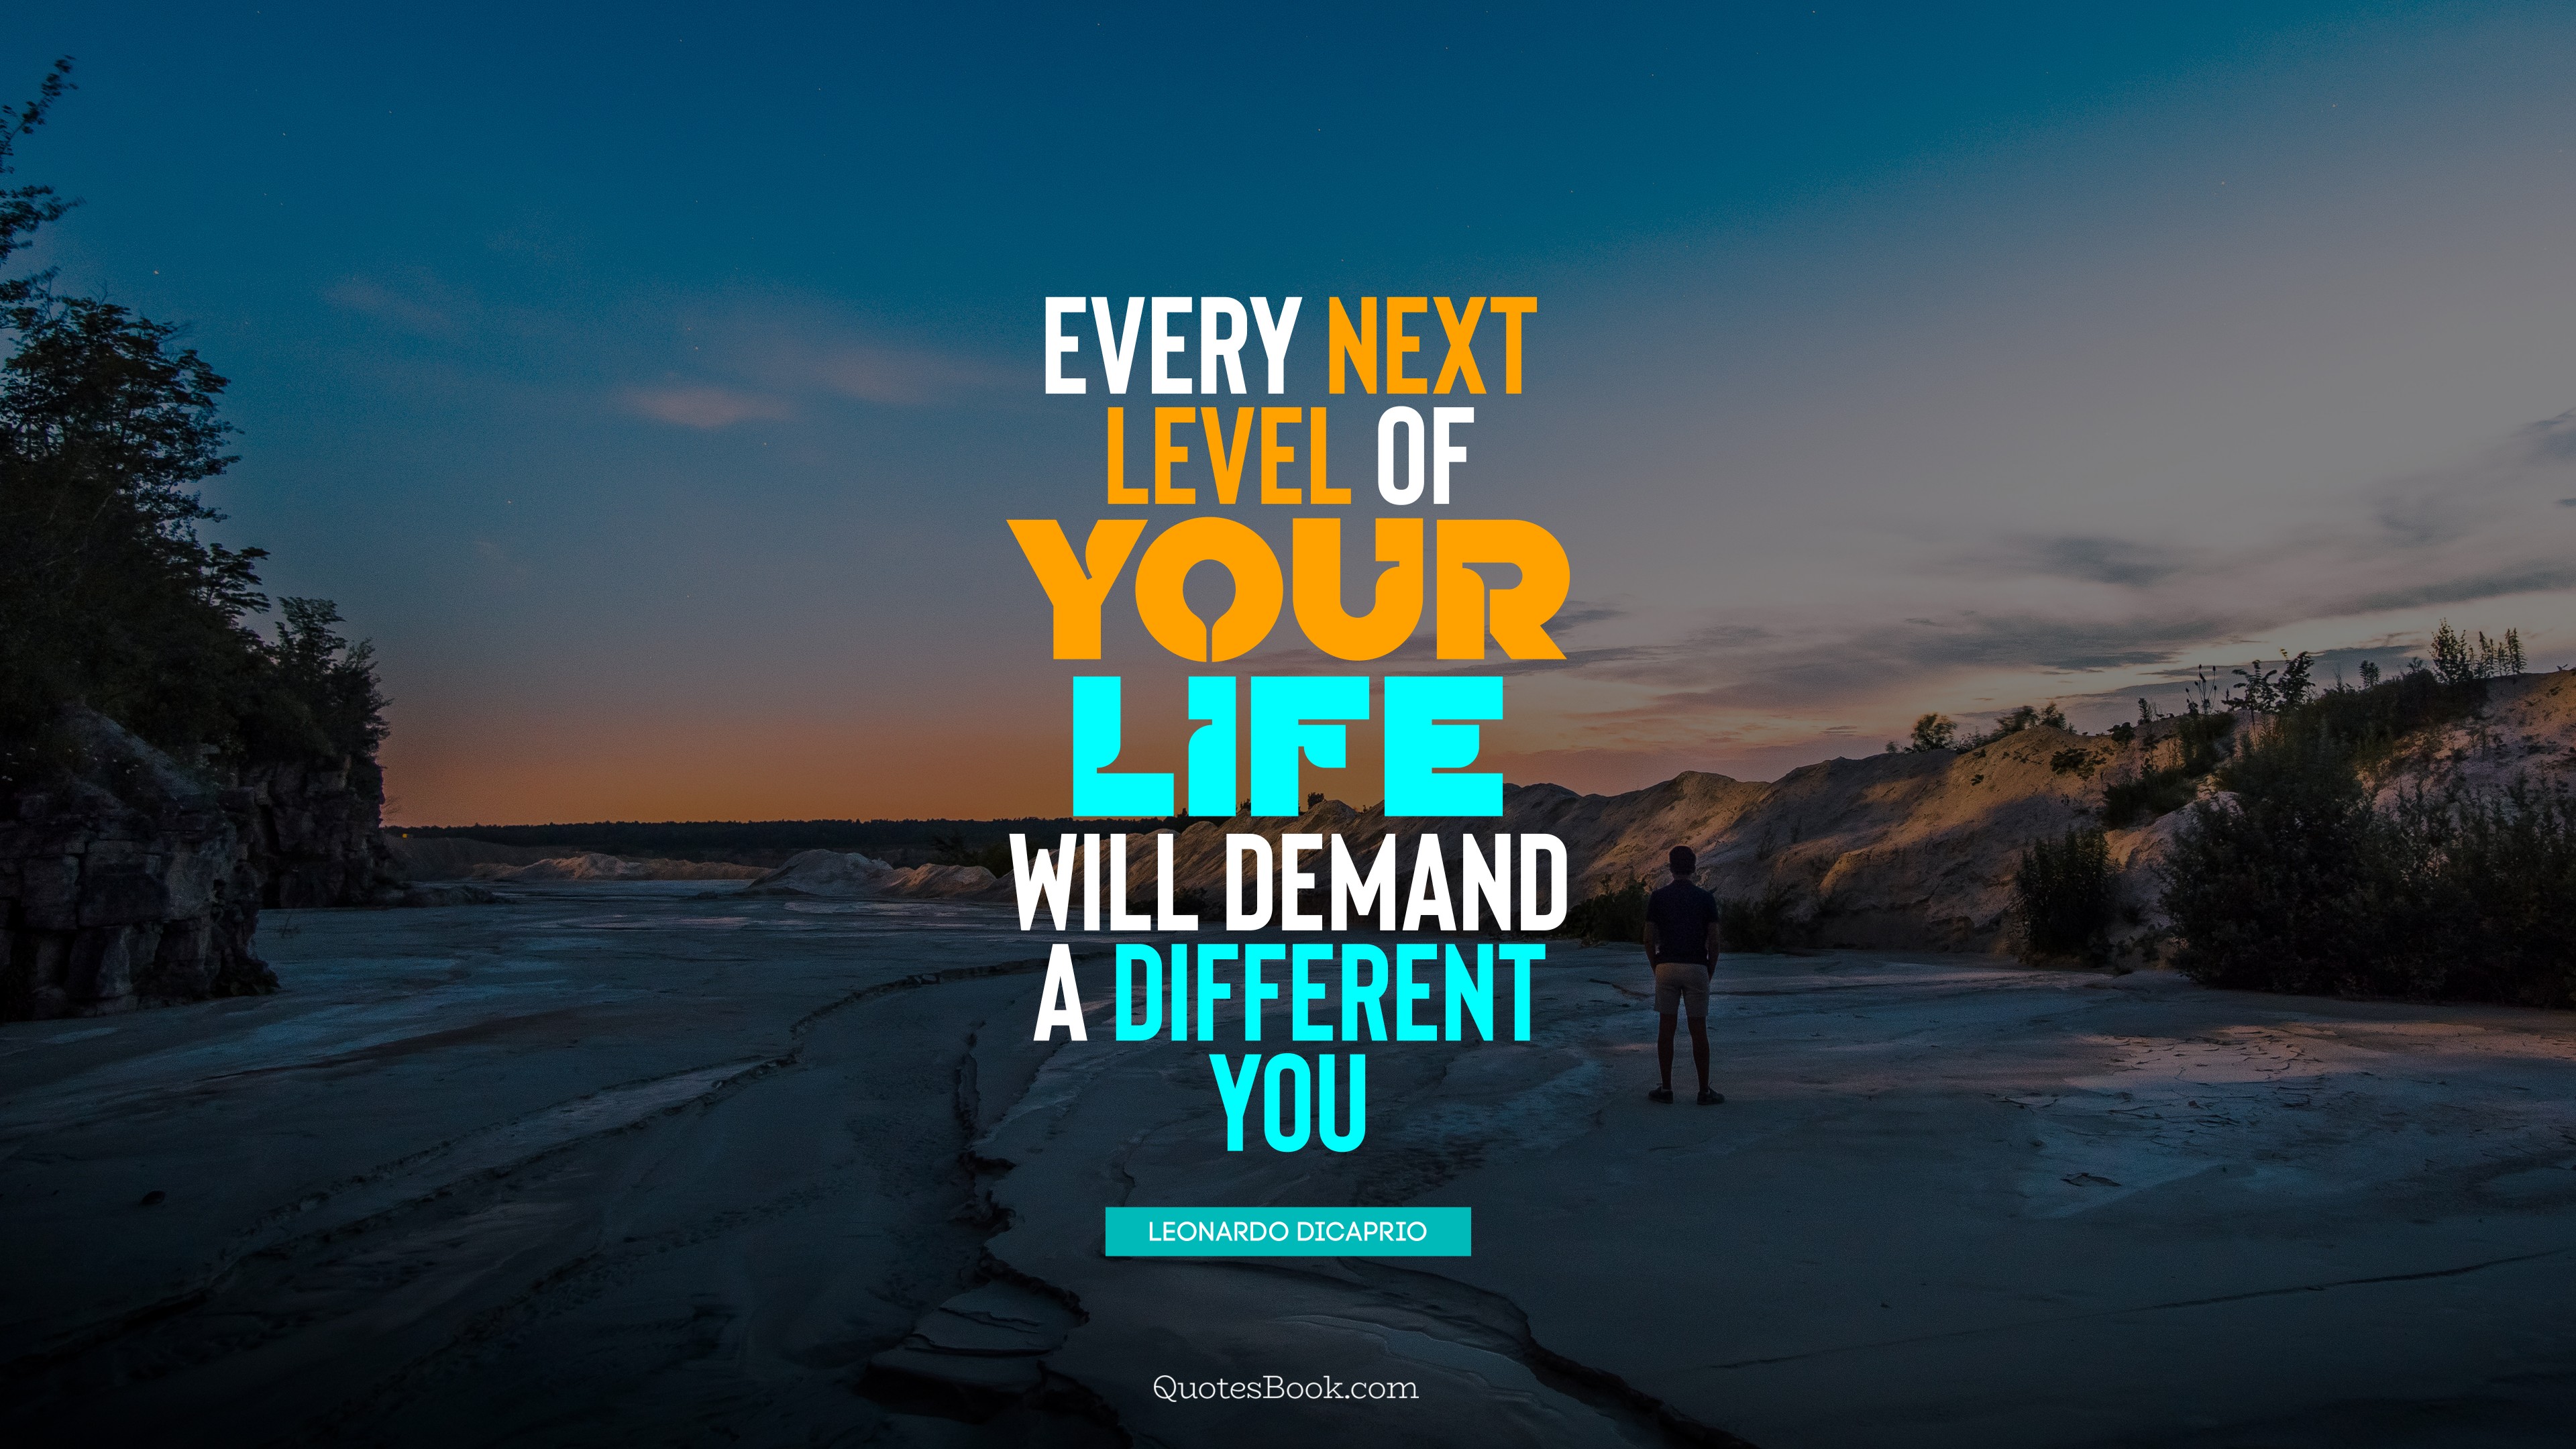 EVERY NEXT
LEVEL OF
YOUR
LIFE
WILL DEMAND
A DIFFERENT
YOU
LEONARDO DICAPRIO
QuotesBook.com